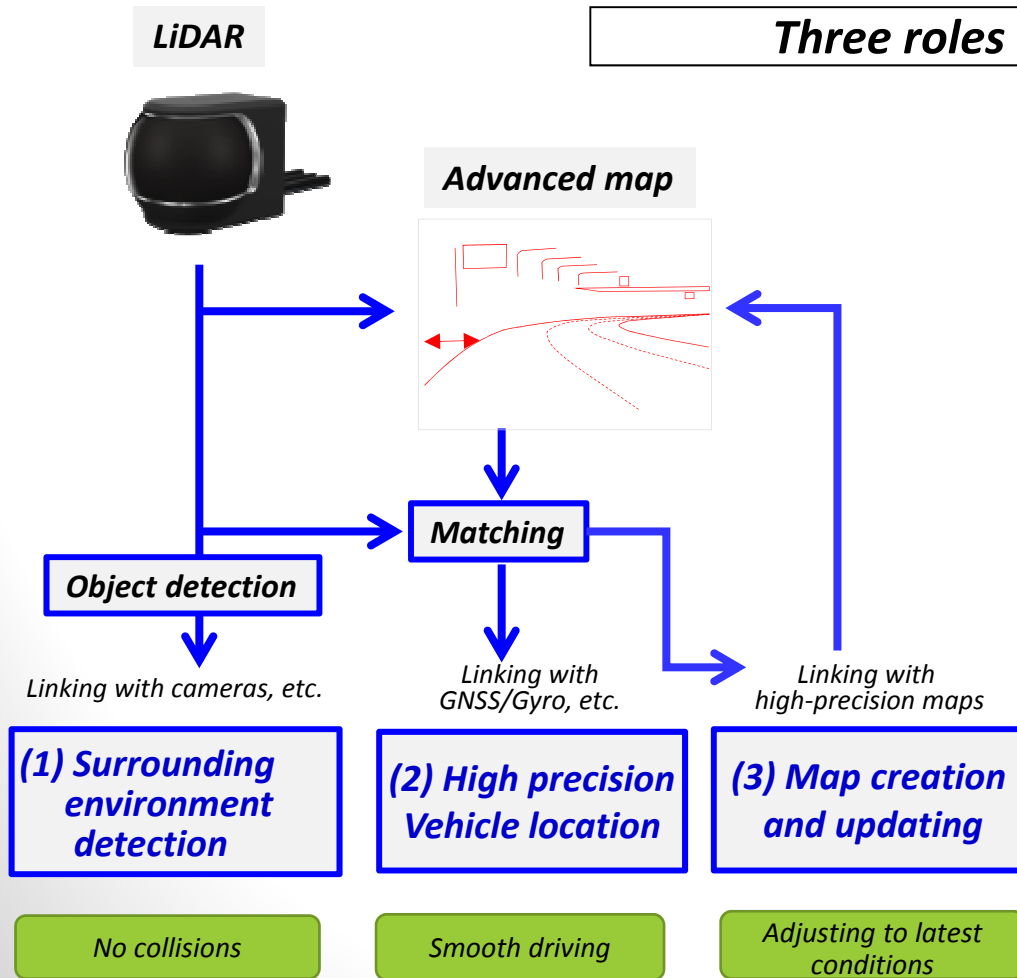 LiDAR
Three roles
Advanced map
Matching
Object detection
Linking with cameras, etc.
Linking with
GNSS/Gyro, etc.
Linking with
high-precision maps
(1) Surrounding
environment
detection
(2) High precision
Vehicle location
(3) Map creation
and updating
No collisions
Smooth driving
Adjusting to latest
conditions